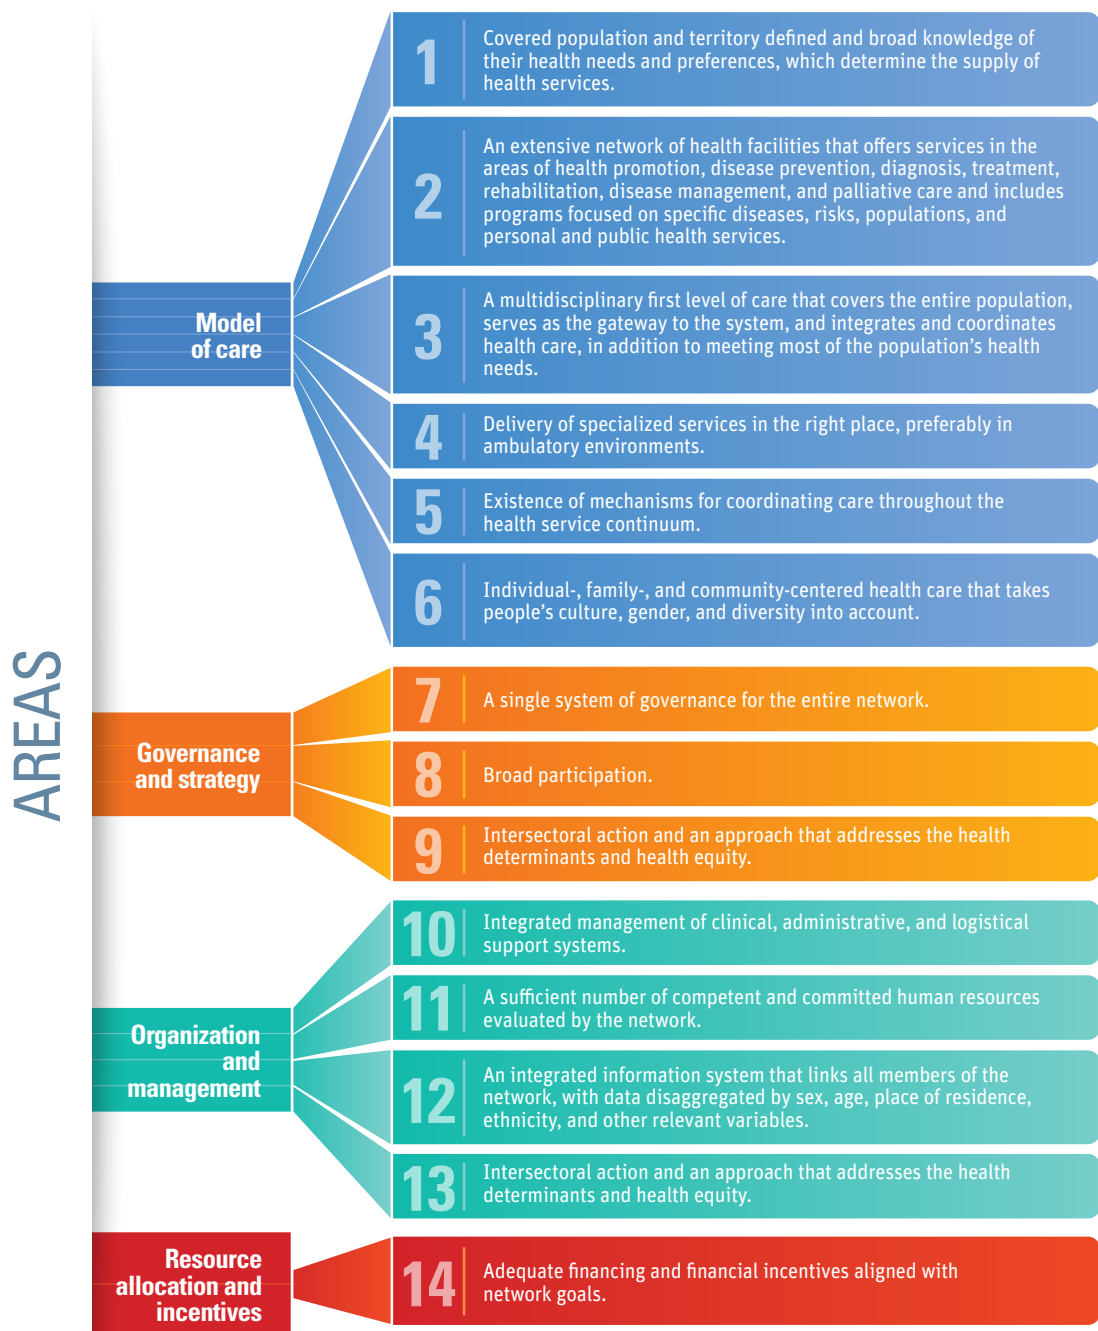 AREAS
Model
of care
1
Covered population and territory defined and broad knowledge of
their health needs and preferences, which determine the supply of
health services.
2
An extensive network of health facilities that offers services in the
areas of health promotion, disease prevention, diagnosis, treatment,
rehabilitation, disease management, and palliative care and includes
programs focused on specific diseases, risks, populations, and
personal and public health services.
3
A multidisciplinary first level of care that covers the entire population,
serves as the gateway to the system, and integrates and coordinates
health care, in addition to meeting most of the population’s health
needs.
4
Delivery of specialized services in the right place, preferably in
ambulatory environments.
5
Existence of mechanisms for coordinating care throughout the
health service continuum.
6
Individual-, family-, and community-centered health care that takes
people’s culture, gender, and diversity into account.
Governance
and strategy
7
A single system of governance for the entire network.
8
Broad participation.
9
Intersectoral action and an approach that addresses the health
determinants and health equity.
Organization
and
management
10
Integrated management of clinical, administrative, and logistical
support systems.
11
A sufficient number of competent and committed human resources
evaluated by the network.
12
An integrated information system that links all members of the
network, with data disaggregated by sex, age, place of residence,
ethnicity, and other relevant variables.
13
Intersectoral action and an approach that addresses the health
determinants and health equity.
Resource
allocation and
incentives
14
Adequate financing and financial incentives aligned with
network goals.